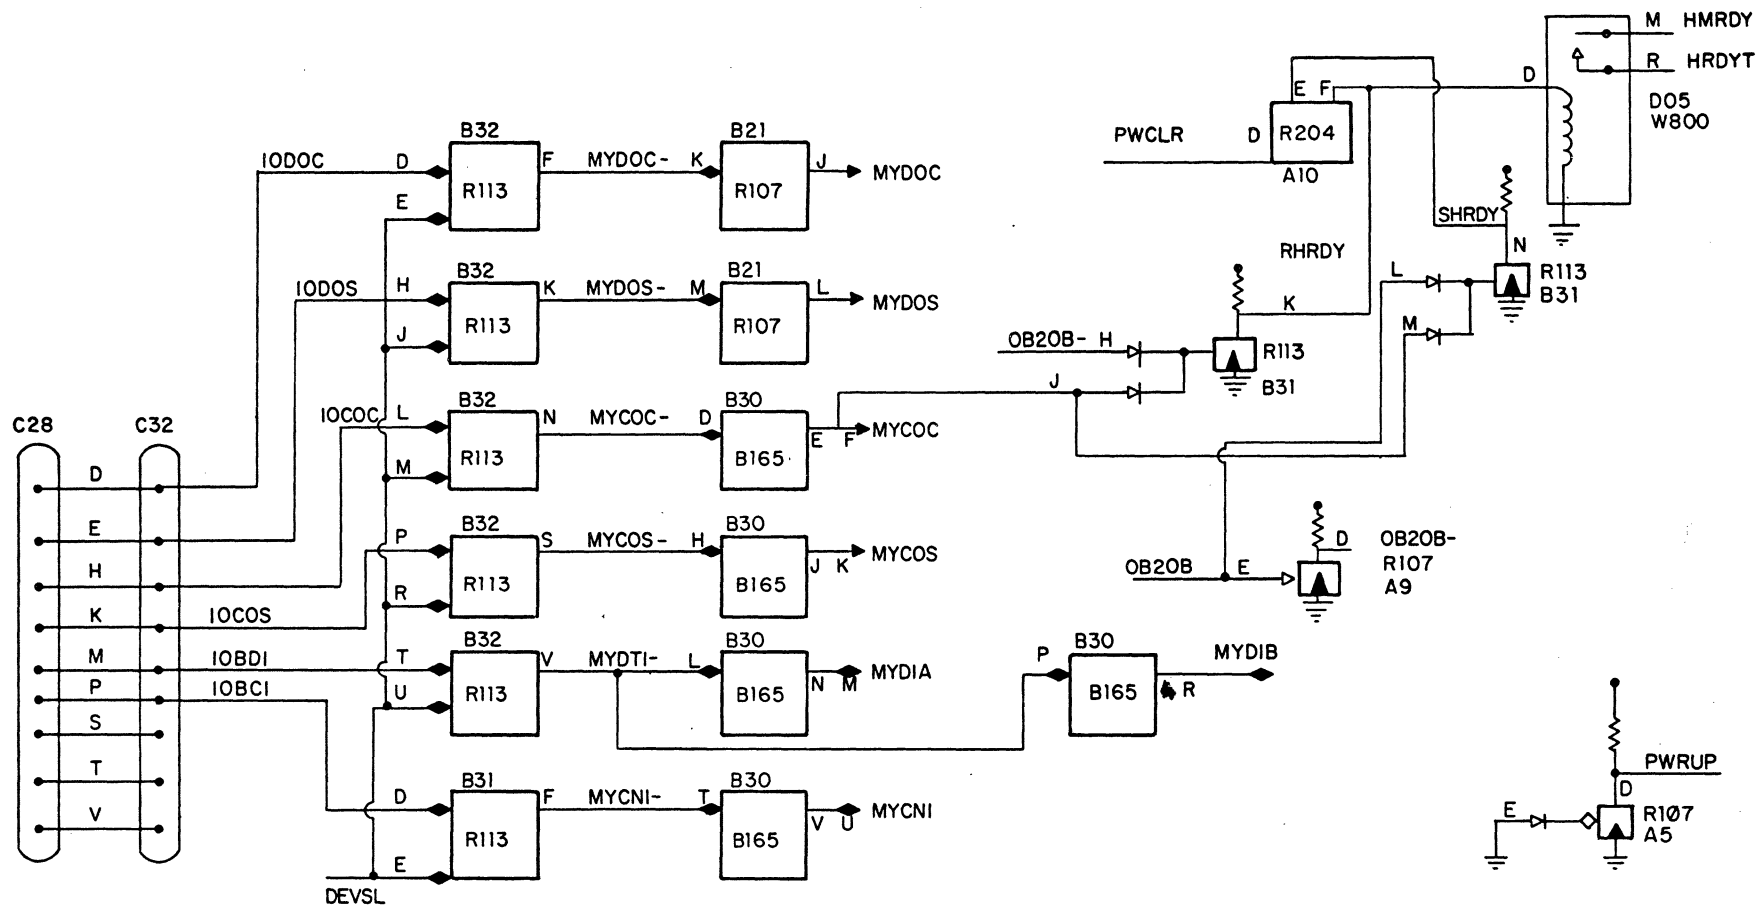 C28
C32
D
E
H
K
M
P
S
T
V
IODOC
D
E
B32
R113
F
MYDOC-
K
B21
R107
J
MYDOC
IODOS
H
J
B32
R113
K
MYDOS-
M
B21
R107
L
MYDOS
IOCOC
L
M
B32
R113
N
MYCOC-
D
B30
B165
E
F
MYCOC
IOCOS
P
R
B32
R113
S
MYCOS-
H
B30
B165
J
K
MYCOS
IOBDI
T
U
B32
R113
V
MYDTI-
L
B30
B165
N
M
MYDIA
P
B30
B165
R
MYDIB
IOBCI
D
E
DEVSL
B31
R113
F
MYCNI-
T
B30
B165
V
U
MYCNI
PWCLR
D
E
F
R204
A10
D
M
HMRDY
R
HRDYT
D05
W800
SHRDY
N
R113
B31
L
M
RHRDY
K
OB2OB-
H
J
R113
B31
OB2OB
E
D
OB2OB-
R107
A9
PWRUP
D
E
R107
A5